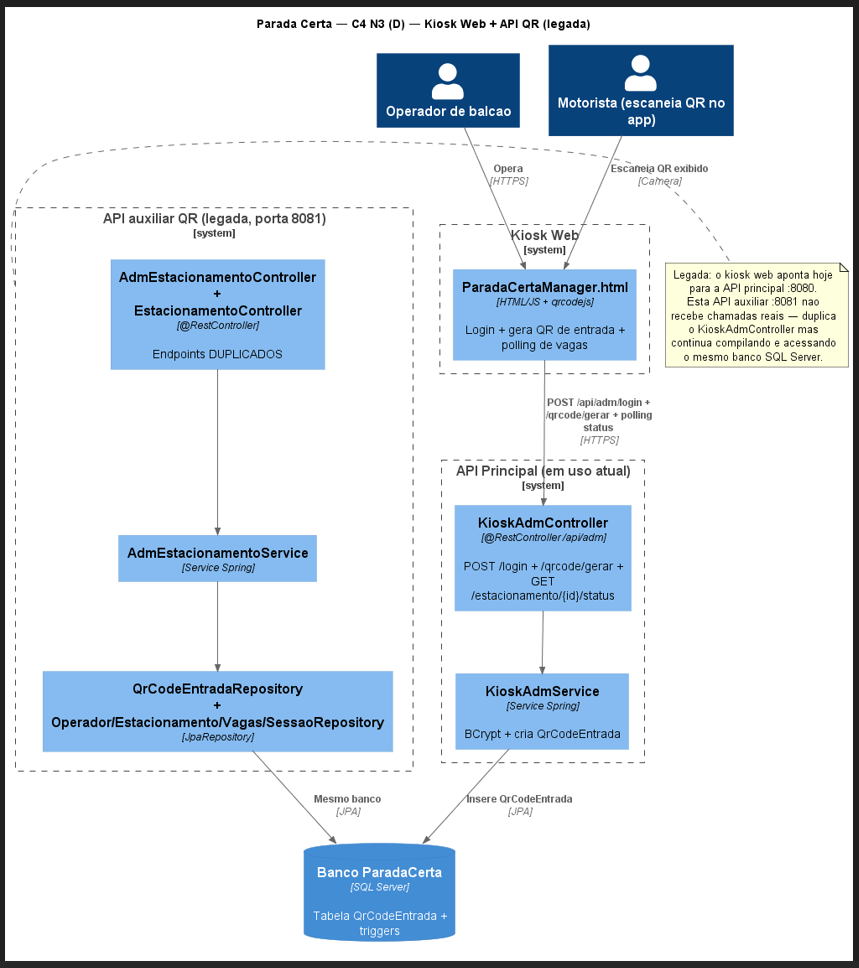 Parada Certa — C4 N3 (D) — Kiosk Web + API QR (legada)
Operador de balcao
Motorista (escaneia QR no
app)
Opera
[HTTPS]
Escaneia QR exibido
[Camera]
API auxiliar QR (legada, porta 8081)
[system]
AdmEstacionamentoController
+
EstacionamentoController
[@RestController]
Endpoints DUPLICADOS
Kiosk Web
[system]
ParadaCertaManager.html
[HTML/JS + qrcodejs]
Login + gera QR de entrada +
polling de vagas
Legada: o kiosk web aponta hoje
para a API principal :8080.
Esta API auxiliar :8081 nao
recebe chamadas reais — duplica
o KioskAdmController mas
continua compilando e acessando
o mesmo banco SQL Server.
POST /api/adm/login +
/qrcode/gerar + polling
status
[HTTPS]
API Principal (em uso atual)
[system]
KioskAdmController
[@RestController /api/adm]
POST /login + /qrcode/gerar +
GET
/estacionamento/{id}/status
AdmEstacionamentoService
[Service Spring]
QrCodeEntradaRepository
+
Operador/Estacionamento/Vagas/SessaoRepository
[JpaRepository]
KioskAdmService
[Service Spring]
BCrypt + cria QrCodeEntrada
Mesmo banco
[JPA]
Insere QrCodeEntrada
[JPA]
Banco ParadaCerta
[SQL Server]
Tabela QrCodeEntrada +
triggers